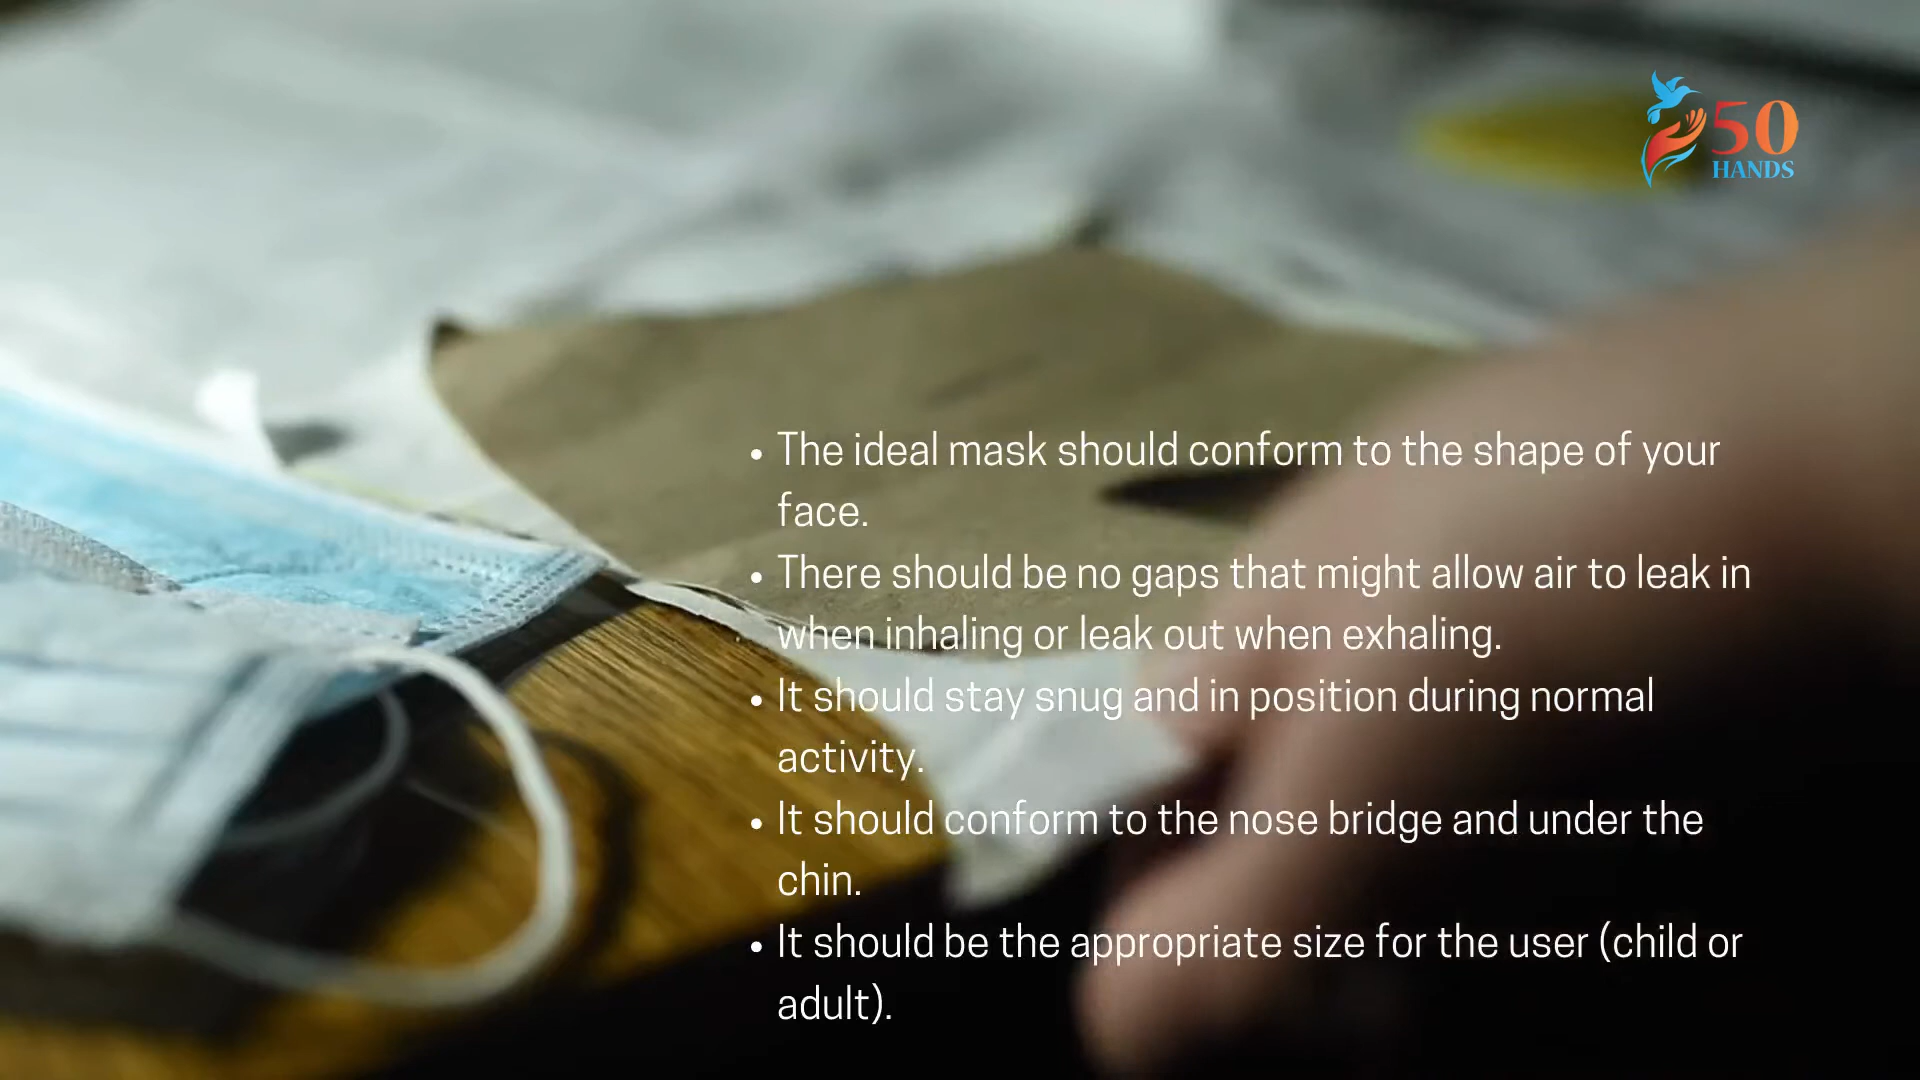 50
HANDS
• The ideal mask should conform to the shape of your
face.
• There should be no gaps that might allow air to leak in
when inhaling or leak out when exhaling.
• It should stay snug and in position during normal
activity.
• It should conform to the nose bridge and under the
chin.
• It should be the appropriate size for the user (child or
adult).